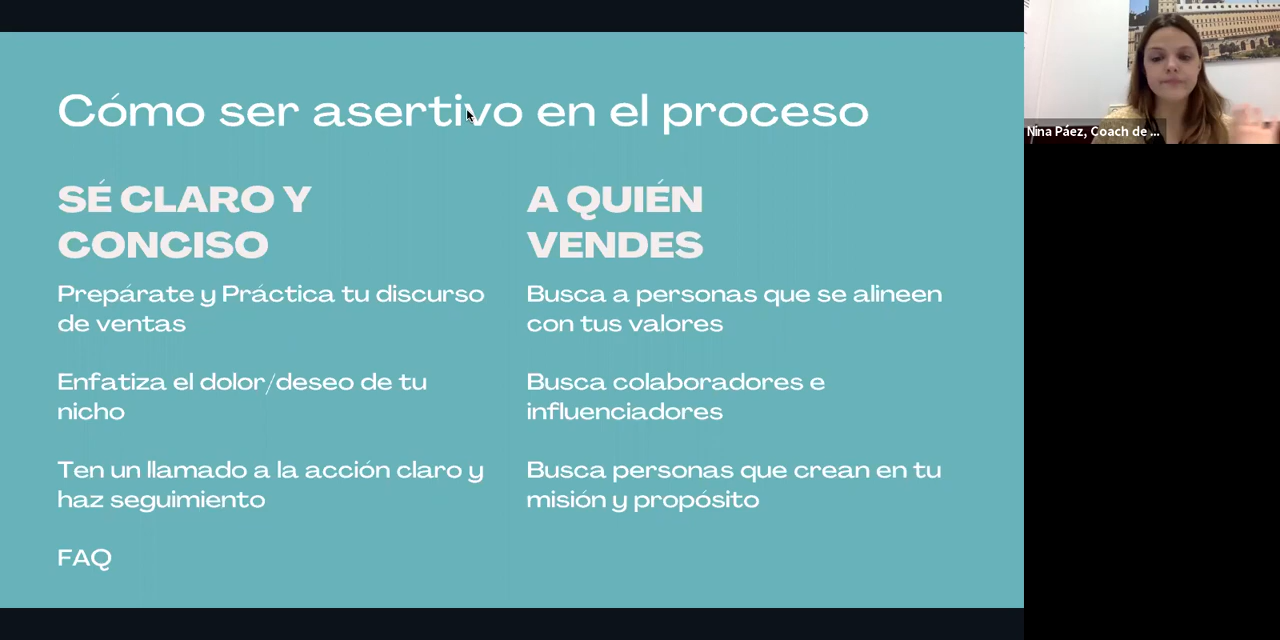 Cómo ser asertivo en el proceso
SÉ CLARO Y
CONCISO
Prepárate y Práctica tu discurso
de ventas
Enfatiza el dolor/deseo de tu
nicho
Ten un llamado a la acción claro y
haz seguimiento
FAQ
A QUIÉN
VENDES
Busca a personas que se alineen
con tus valores
Busca colaboradores e
influenciadores
Busca personas que crean en tu
misión y propósito
Nina Páez, Coach de ...